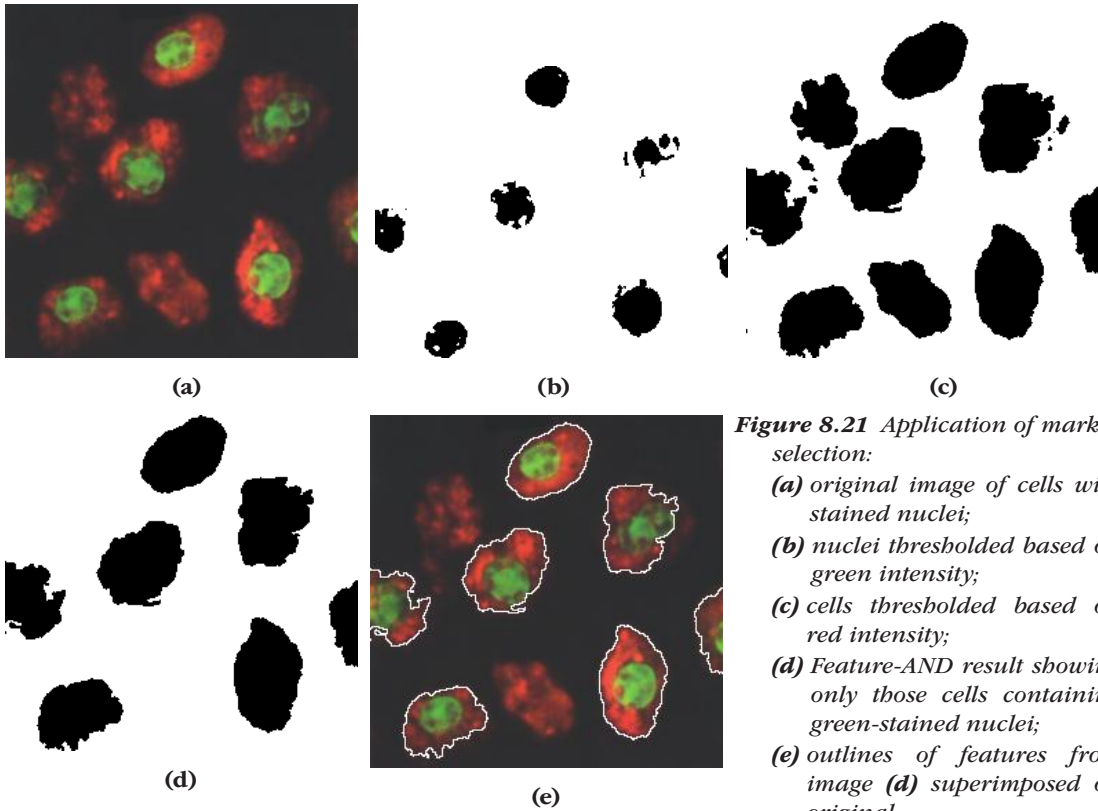 (a)
(b)
(c)
(d)
(e)
Figure 8.21 Application of mark
selection:
(a) original image of cells wi
stained nuclei;
(b) nuclei thresholded based o
green intensity;
(c) cells thresholded based o
red intensity;
(d) Feature-AND result showin
only those cells containin
green-stained nuclei;
(e) outlines of features fro
image (d) superimposed o